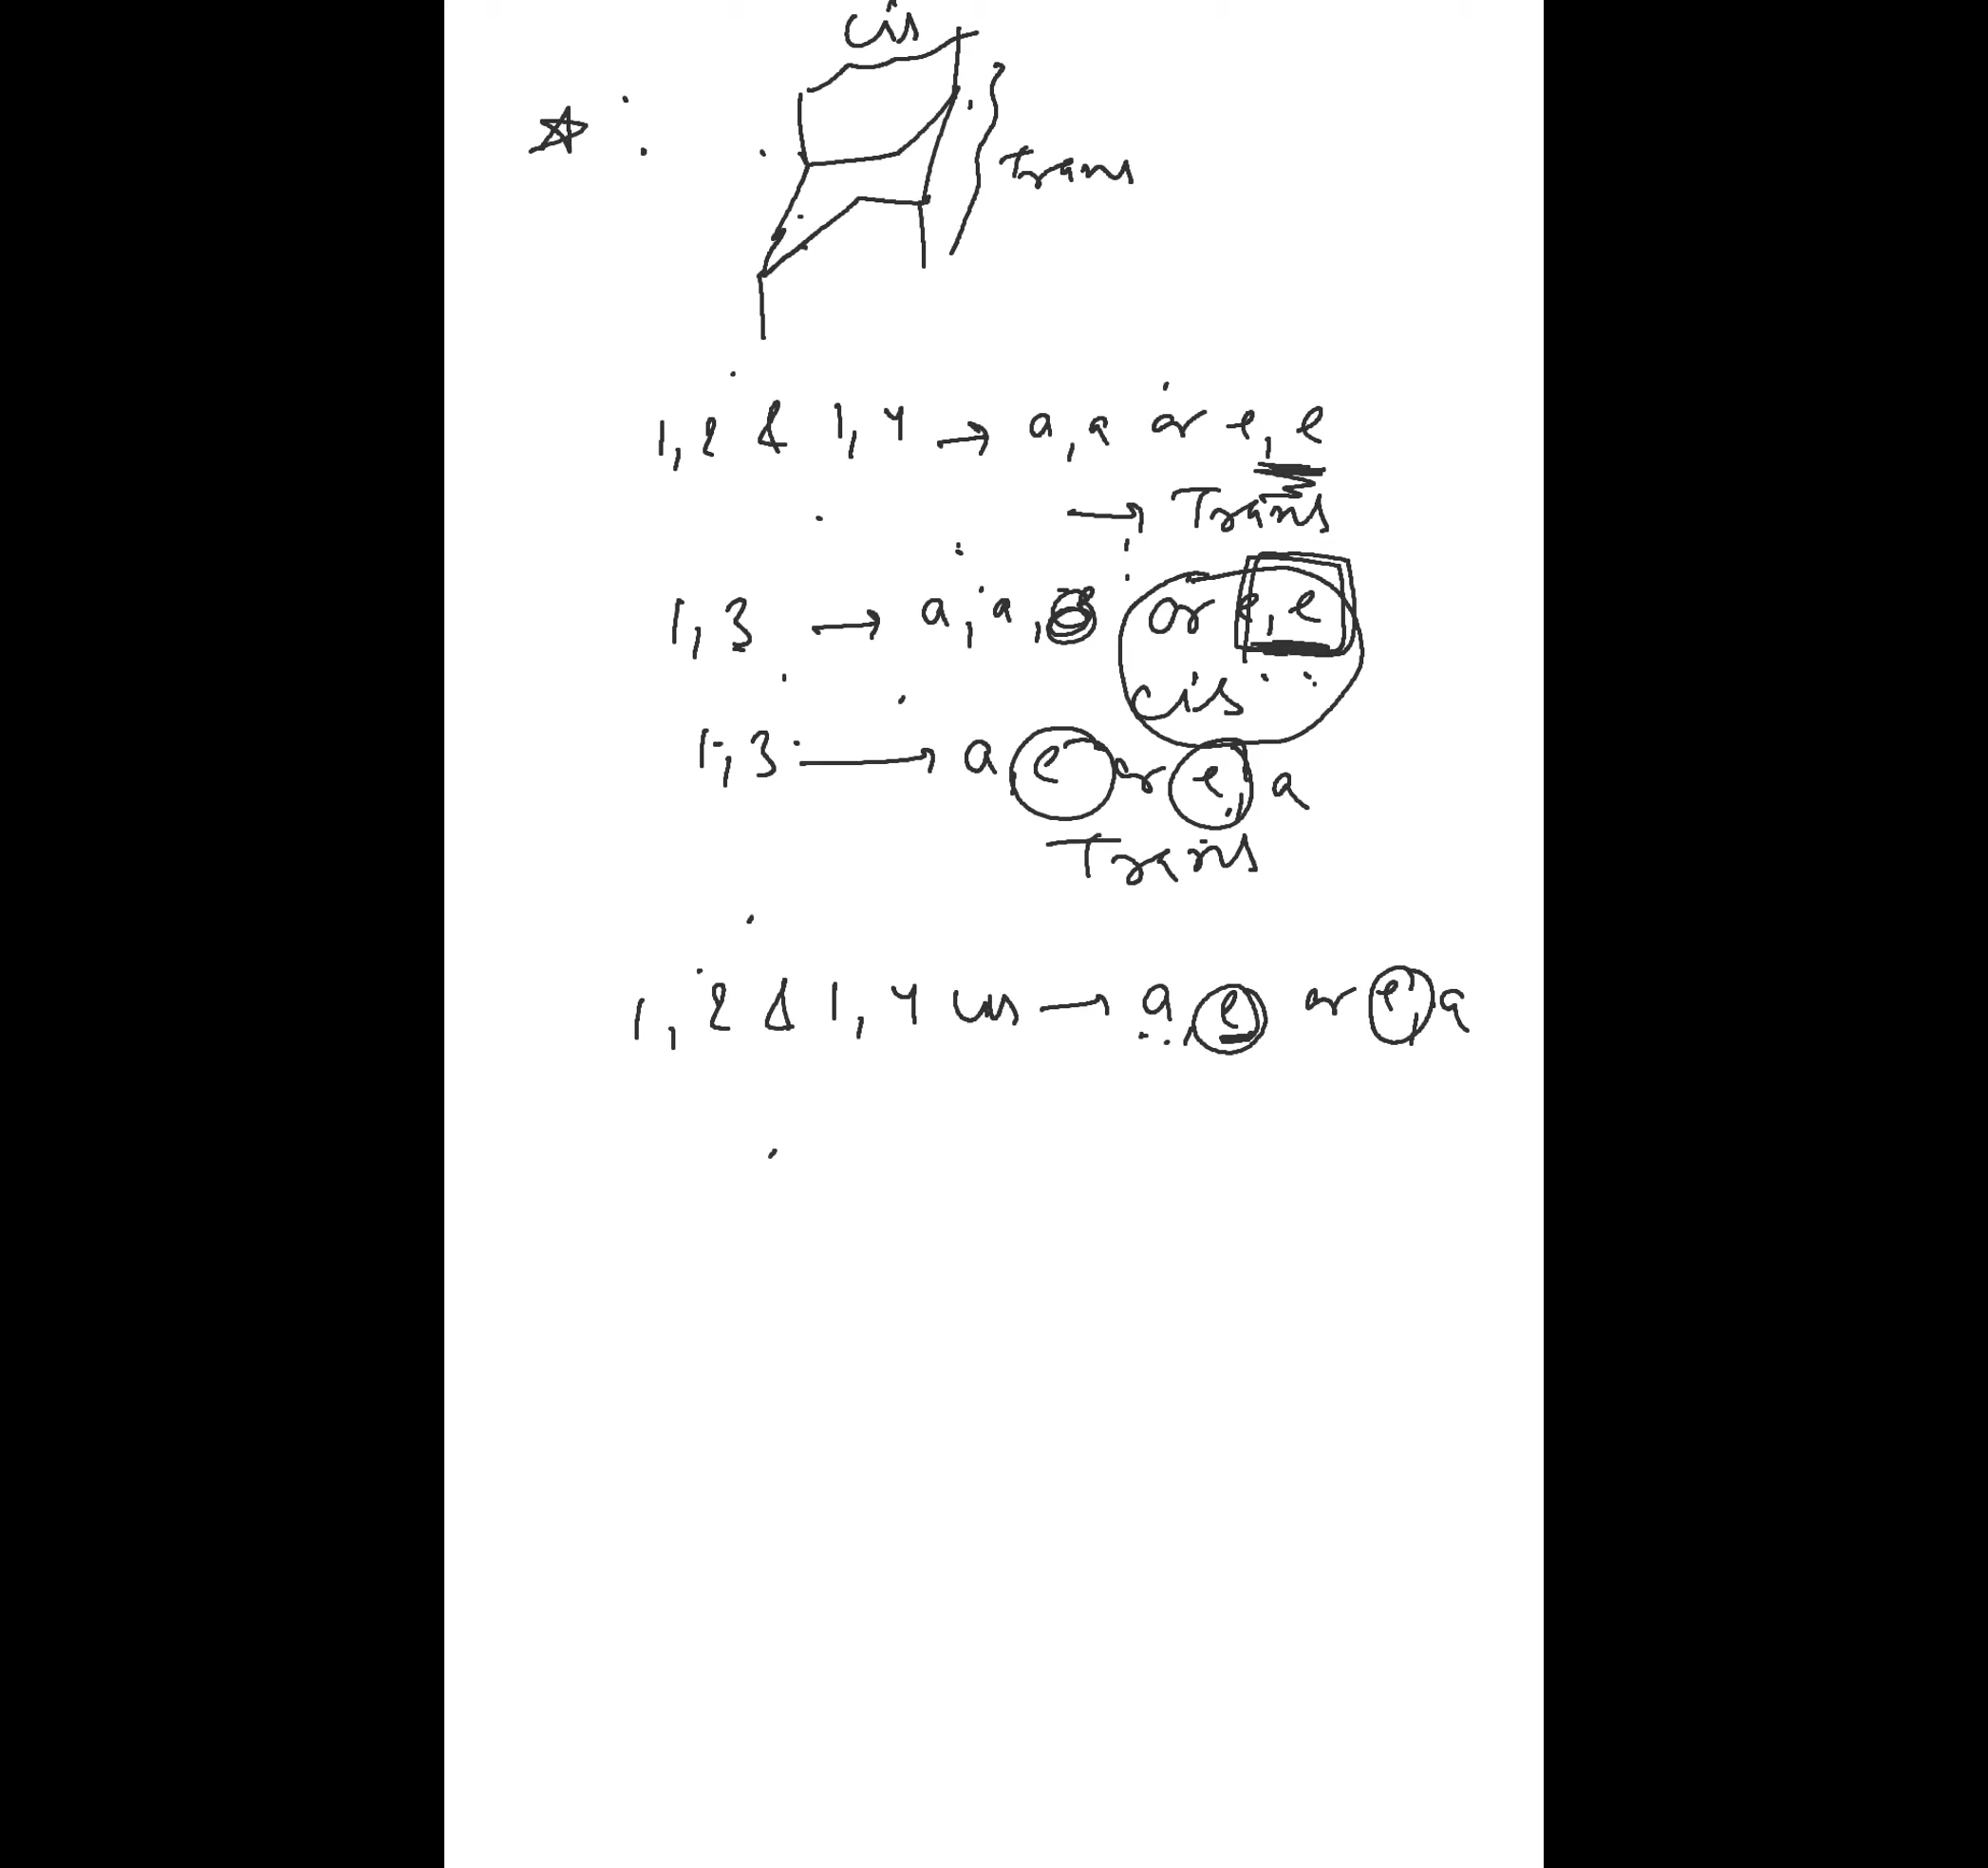 cis
Trans
1,2 & 1,4 → a,a or e,e
→ Trans
1,3 → a,a, or e,e
cis
1,3 → a e or e, a
Trans
1,2 & 1,4 cis → a, e or e, a